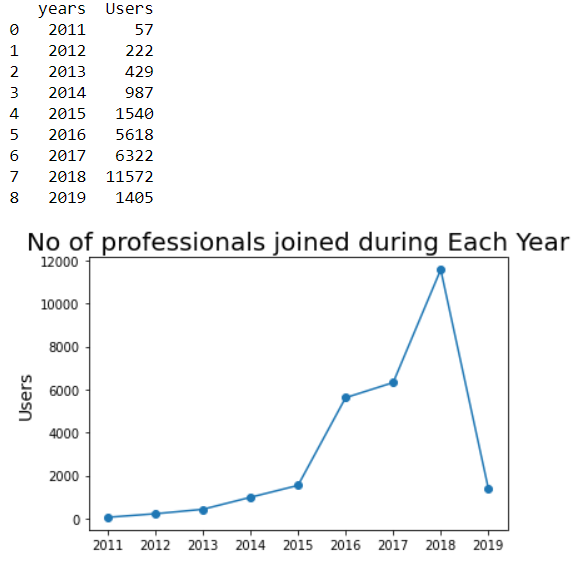 years Users
0 2011 57
1 2012 222
2 2013 429
3 2014 987
4 2015 1540
5 2016 5618
6 2017 6322
7 2018 11572
8 2019 1405
No of professionals joined during Each Year
12000
10000
8000
6000
4000
2000
0
Users
2011 2012 2013 2014 2015 2016 2017 2018 2019